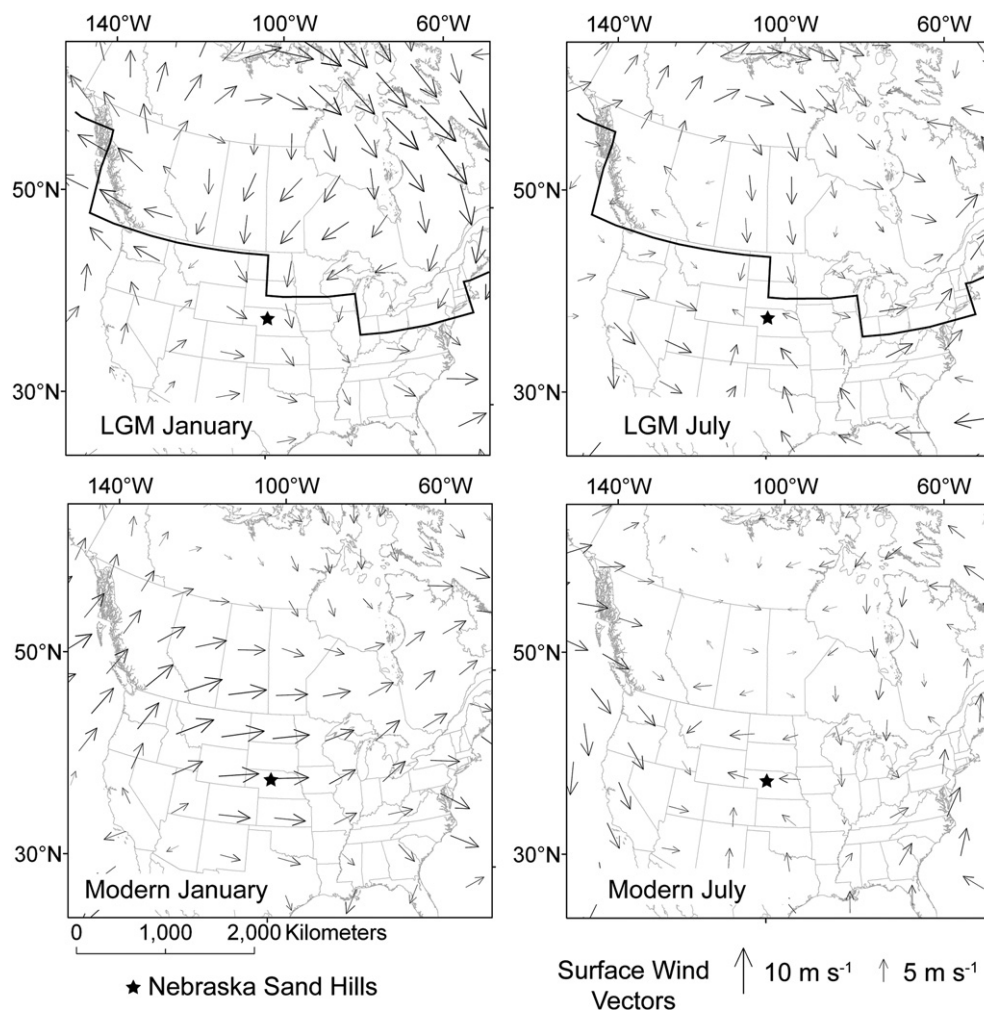 140°W 100°W 60°W 140°W 100°W 60°W
50°N 50°N
30°N 30°N
LGM January LGM July
140°W 100°W 60°W 140°W 100°W 60°W
50°N 50°N
30°N 30°N
Modern January Modern July
0 1,000 2,000 Kilometers
★ Nebraska Sand Hills
Surface Wind
Vectors
10 m s⁻¹ 5 m s⁻¹